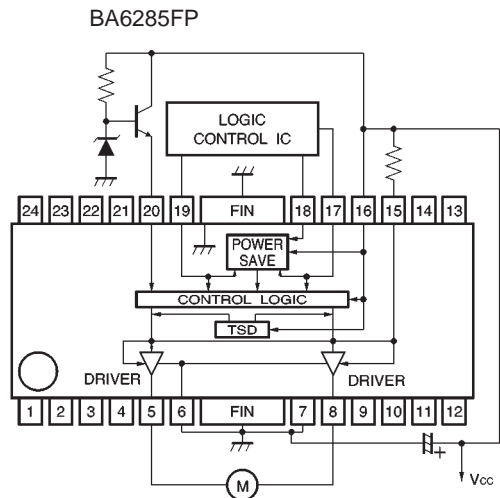 BA6285FP
LOGIC
CONTROL IC
24 23 22 21 20 19 FIN 18 17 16 15 14 13
POWER
SAVE
CONTROL LOGIC
TSD
DRIVER DRIVER
1 2 3 4 5 6 FIN 7 8 9 10 11 12
+
M
Vcc